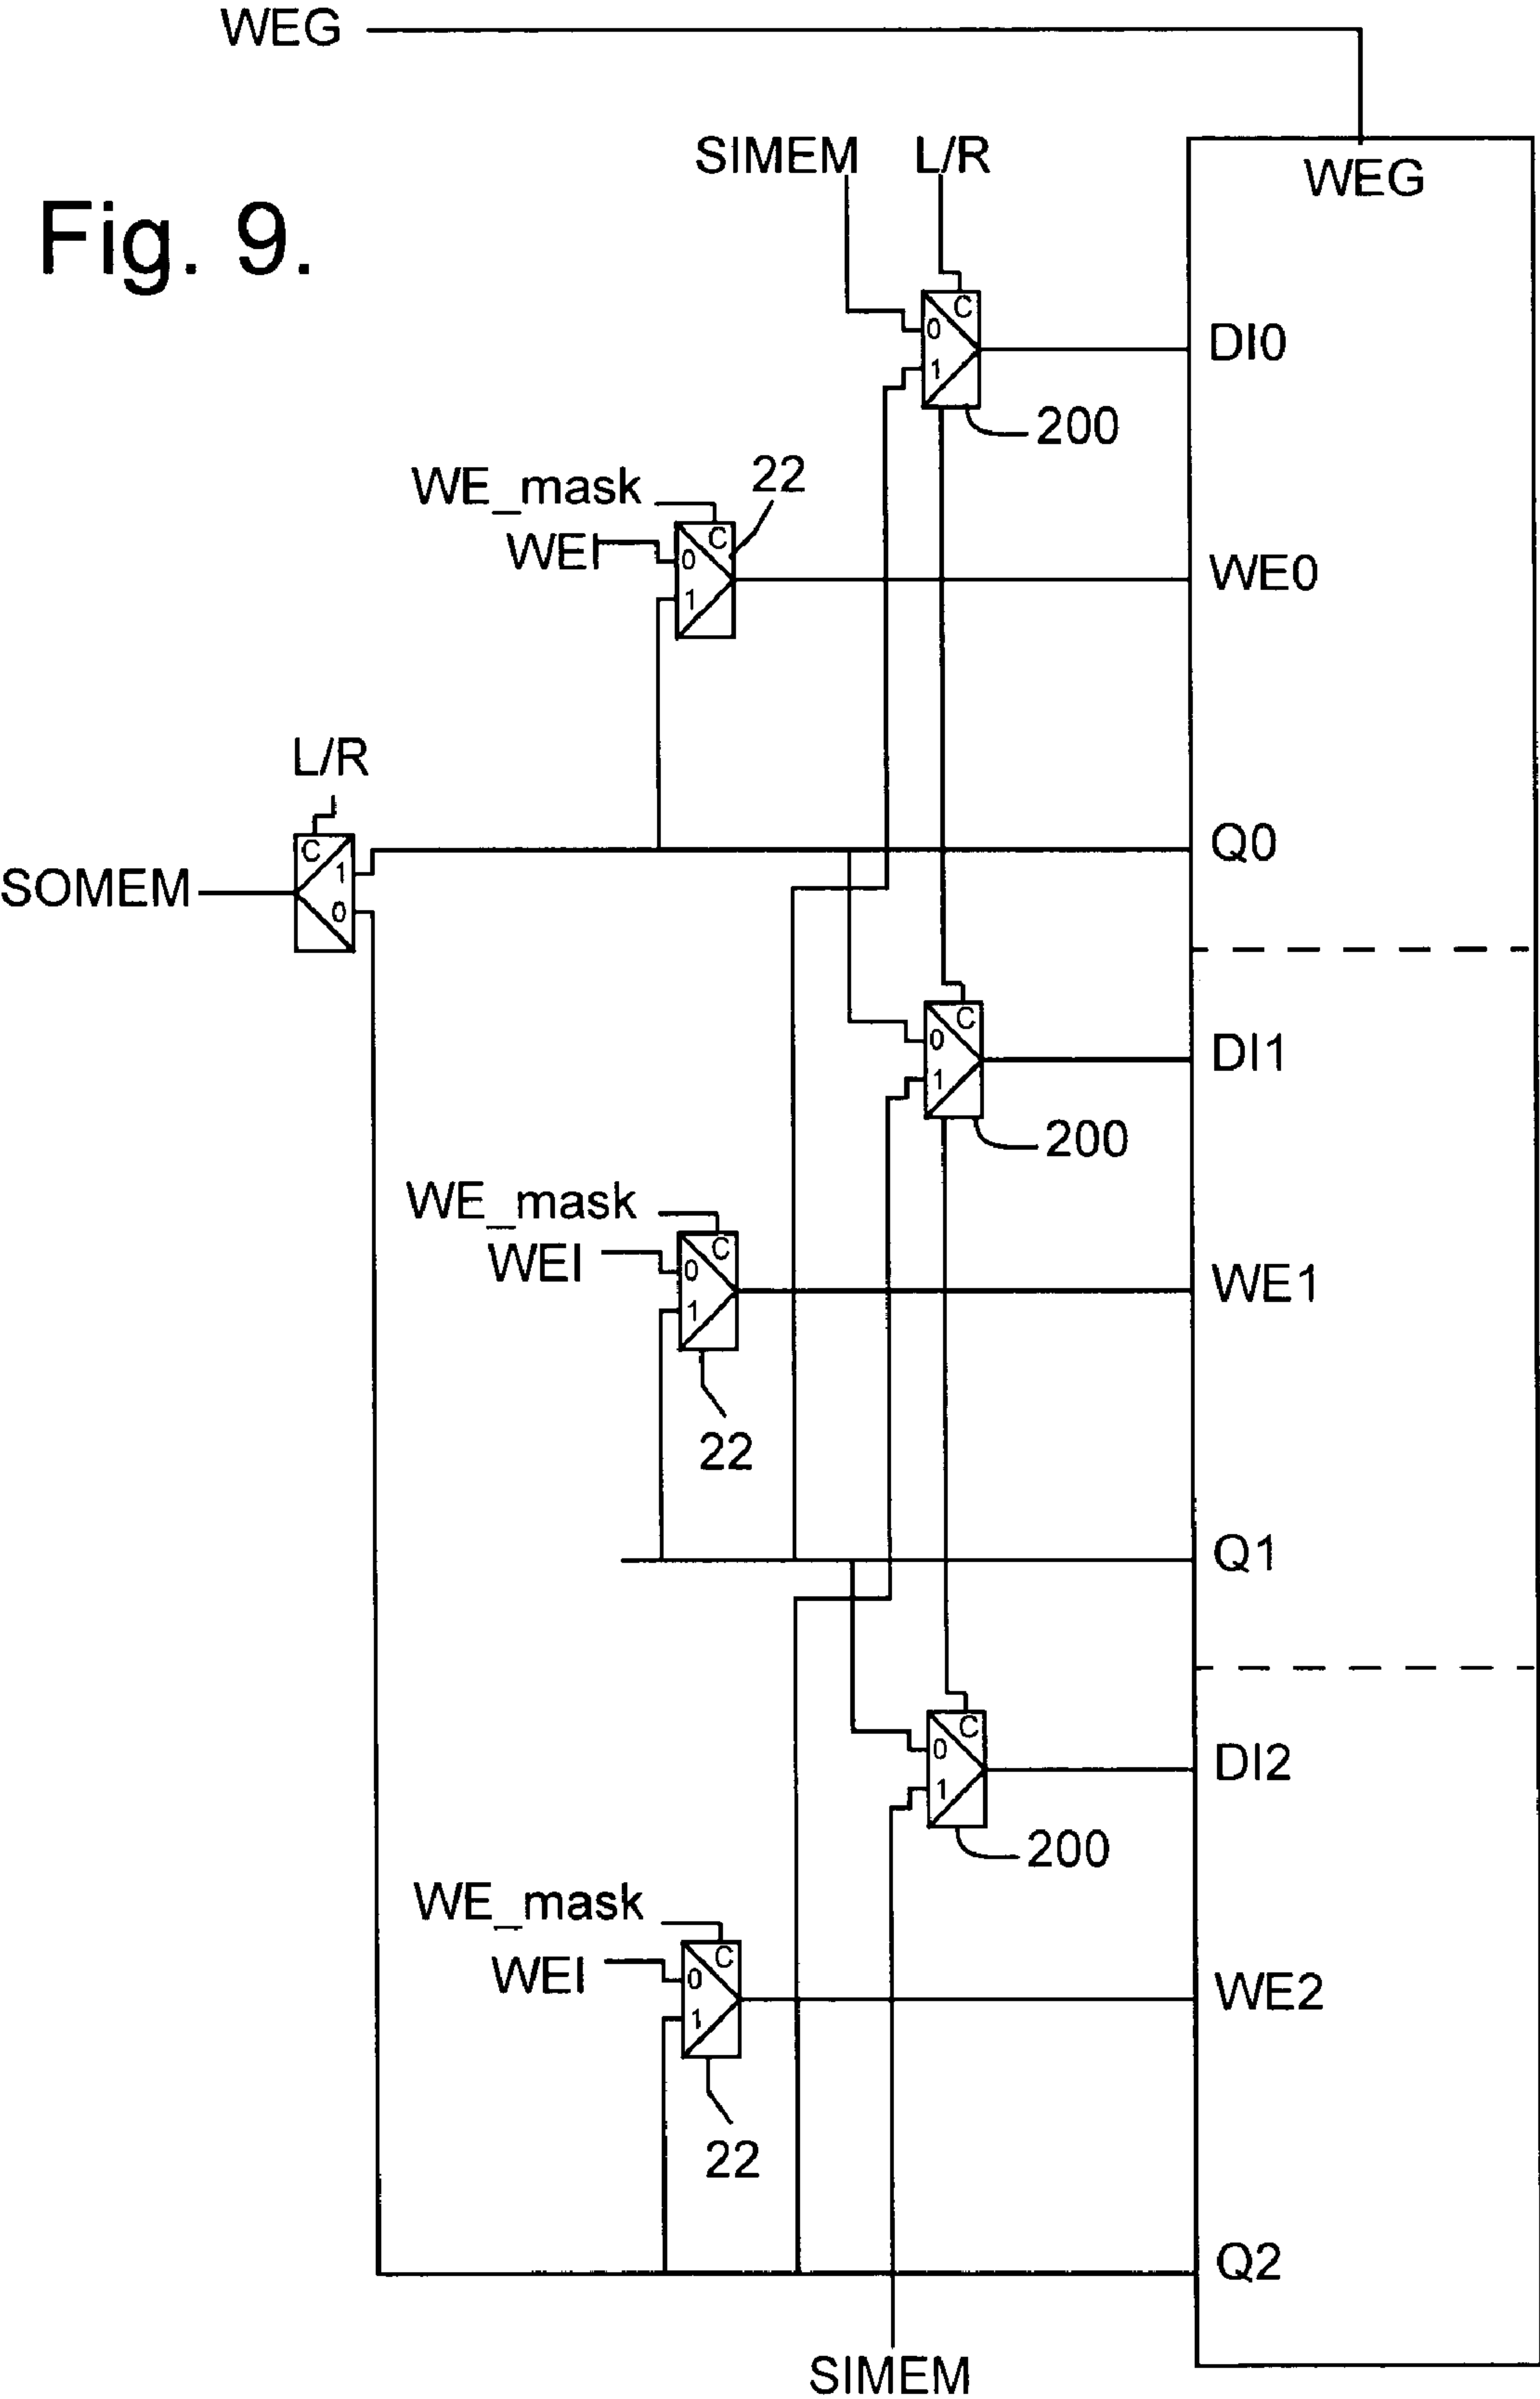 WEG
SIMEM L/R
WEG
Fig. 9.
C
0
DI0
1
200
WE_mask 22
C
WEI 0
WE0
1
L/R
Q0
C
1
SOMEM
0
C
0
DI1
1
200
WE_mask
C
WEI 0
WE1
1
22
Q1
C
0
DI2
1
200
WE_mask
C
WEI 0
WE2
1
22
Q2
SIMEM